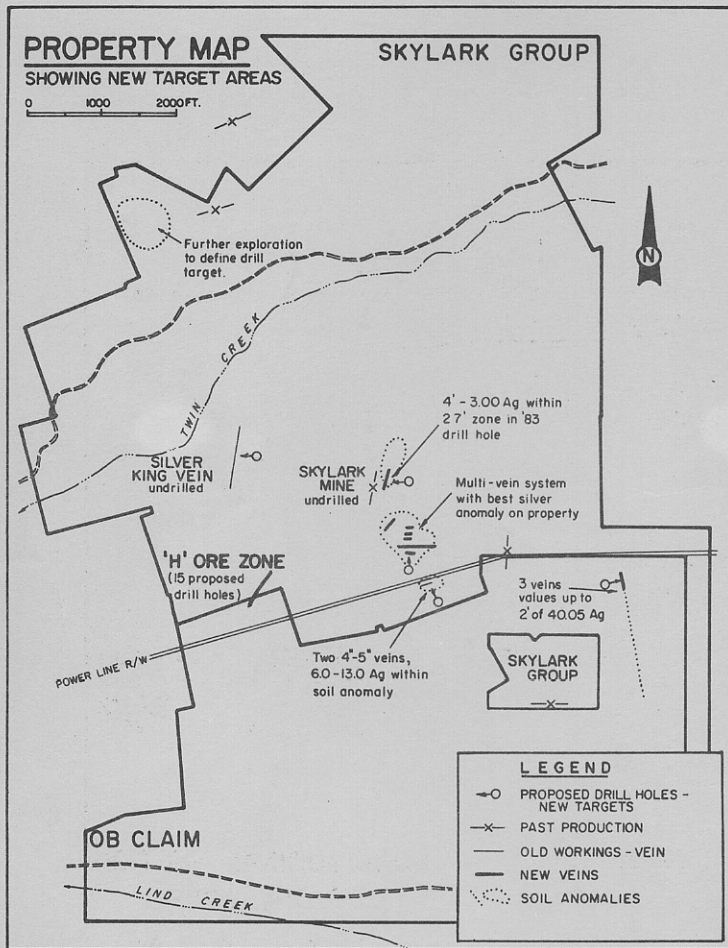 PROPERTY MAP
SKYLARK GROUP
SHOWING NEW TARGET AREAS
0 1000 2000 FT.
Further exploration
to define drill
target.
N
TWIN CREEK
4' - 3.00 Ag within
27' zone in '83
drill hole
SILVER
KING VEIN
undrilled
SKYLARK
MINE
undrilled
Multi-vein system
with best silver
anomaly on property
'H' ORE ZONE
(15 proposed
drill holes)
3 veins
values up to
2' of 40.05 Ag
POWER LINE R/W
Two 4"-5" veins,
6.0-13.0 Ag within
soil anomaly
SKYLARK
GROUP
OB CLAIM
LIND CREEK
LEGEND
PROPOSED DRILL HOLES -
NEW TARGETS
PAST PRODUCTION
OLD WORKINGS - VEIN
NEW VEINS
SOIL ANOMALIES